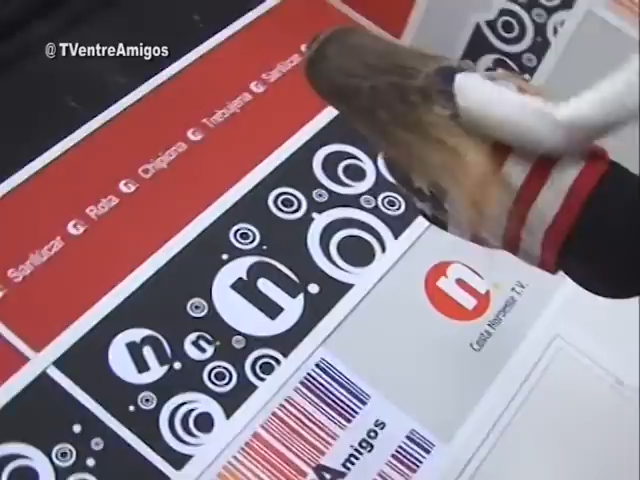 @TVentreAmigos
Sanlúcar Rota Chipiona Trebujena Sanlúcar
n
n
n
n
Costa Noroeste T.V.
Amigos